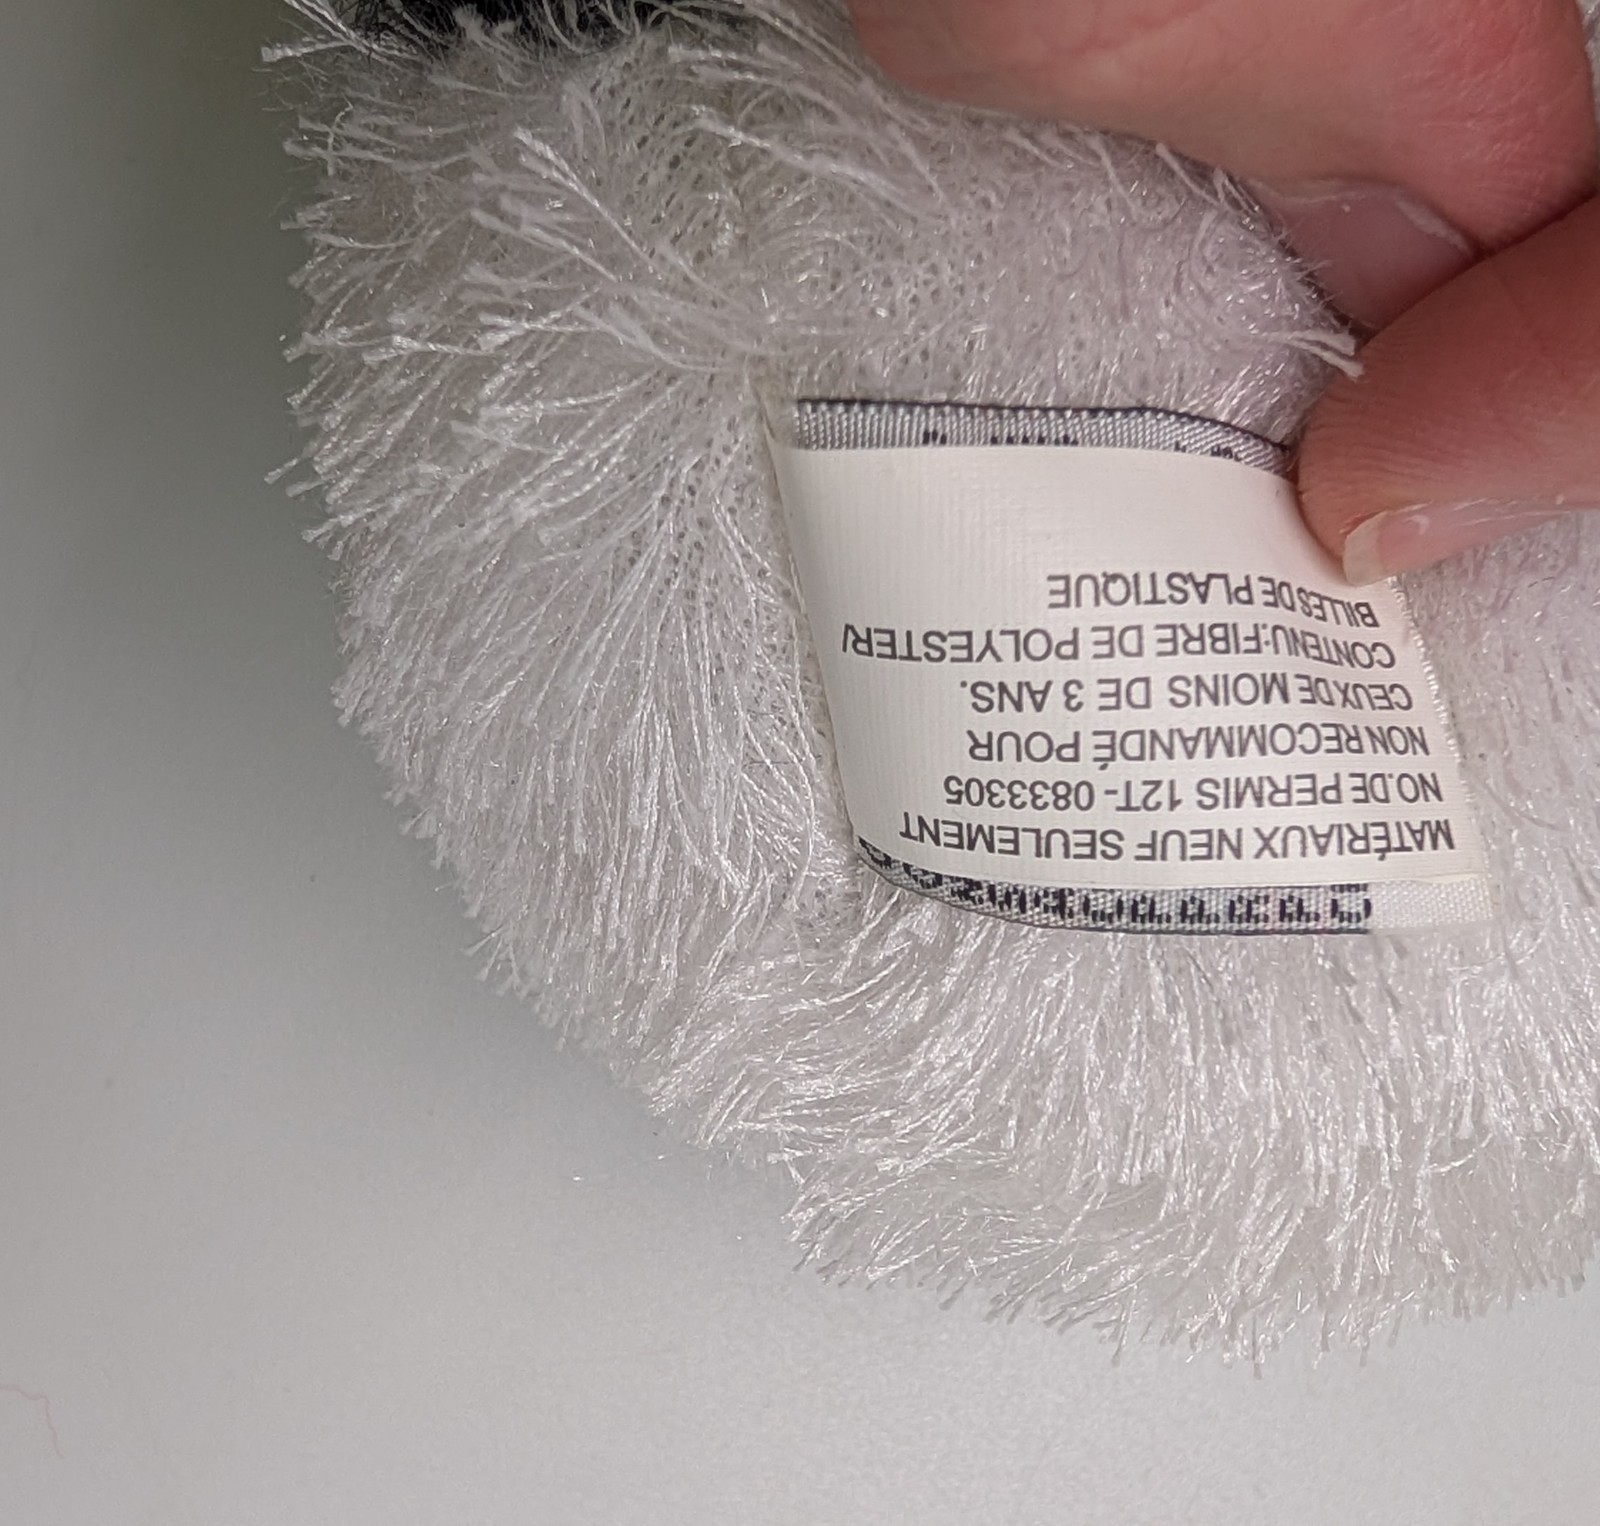 MATÉRIAUX NEUF SEULEMENT
NO.DE PERMIS 12T- 0833305
NON RECOMMANDÉ POUR
CEUX DE MOINS DE 3 ANS.
CONTENU:FIBRE DE POLYESTER/
BILLES DE PLASTIQUE